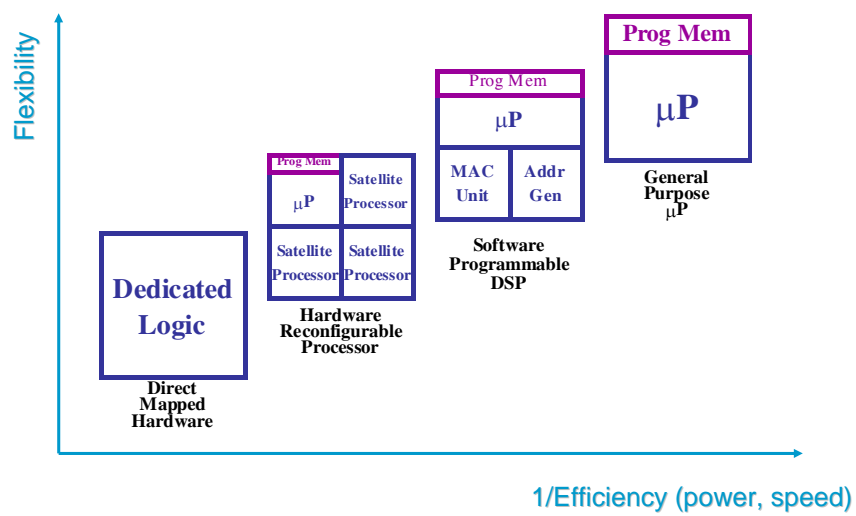 Flexibility
Prog Mem
μP
General
Purpose
μP
Prog Mem
μP
MAC
Unit
Addr
Gen
Software
Programmable
DSP
Prog Mem
μP
Satellite
Processor
Satellite
Processor
Satellite
Processor
Hardware
Reconfigurable
Processor
Dedicated
Logic
Direct
Mapped
Hardware
1/Efficiency (power, speed)